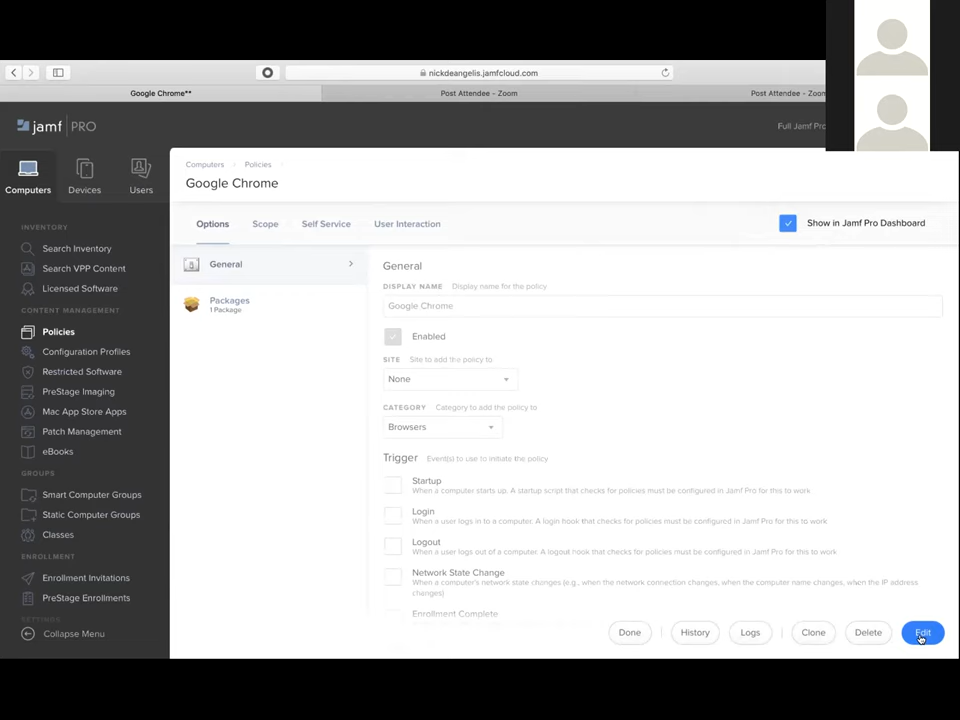 nickdeangelis.jamfcloud.com
Google Chrome**
Post Attendee - Zoom
Post Attendee - Zoom
jamf PRO
Full Jamf Pro
Computers
Devices
Users
INVENTORY
Search Inventory
Search VPP Content
Licensed Software
CONTENT MANAGEMENT
Policies
Configuration Profiles
Restricted Software
PreStage Imaging
Mac App Store Apps
Patch Management
eBooks
GROUPS
Smart Computer Groups
Static Computer Groups
Classes
ENROLLMENT
Enrollment Invitations
PreStage Enrollments
SETTINGS
Collapse Menu
Computers
Policies
Google Chrome
Options
Scope
Self Service
User Interaction
Show in Jamf Pro Dashboard
General
Packages
1 Package
General
DISPLAY NAME Display name for the policy
Google Chrome
Enabled
SITE Site to add the policy to
None
CATEGORY Category to add the policy to
Browsers
Trigger Event(s) to use to initiate the policy
Startup
When a computer starts up. A startup script that checks for policies must be configured in Jamf Pro for this to work
Login
When a user logs in to a computer. A login hook that checks for policies must be configured in Jamf Pro for this to work
Logout
When a user logs out of a computer. A logout hook that checks for policies must be configured in Jamf Pro for this to work
Network State Change
When a computer's network state changes (e.g., when the network connection changes, when the computer name changes, when the IP address
changes)
Enrollment Complete
Done
History
Logs
Clone
Delete
Edit